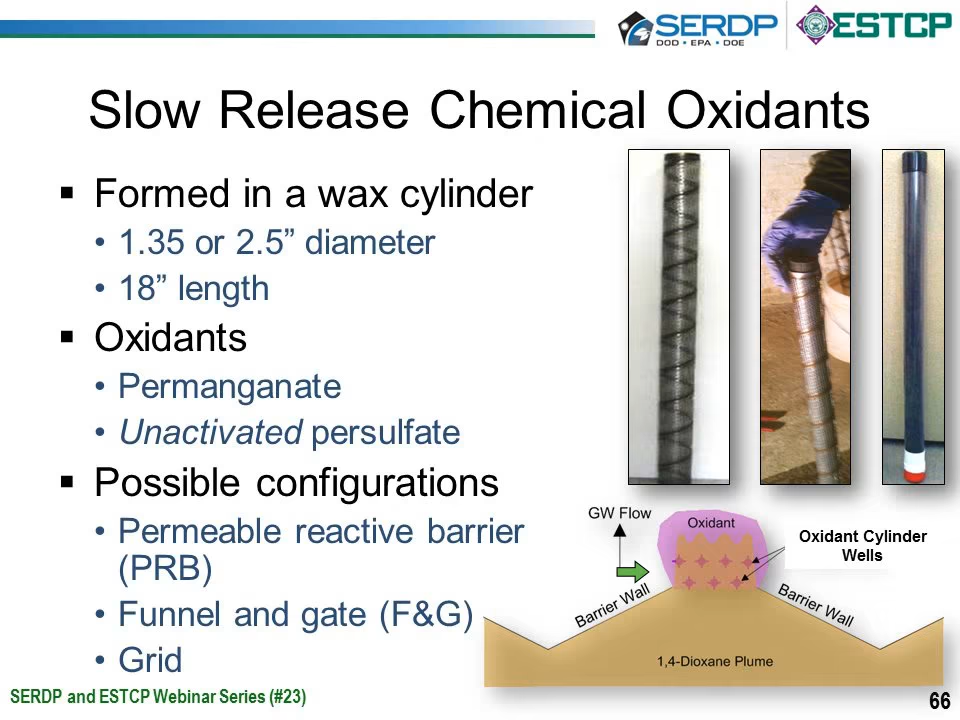 SERDP
DOD • EPA • DOE
ESTCP
Slow Release Chemical Oxidants
▪ Formed in a wax cylinder
• 1.35 or 2.5” diameter
• 18” length
▪ Oxidants
• Permanganate
• Unactivated persulfate
▪ Possible configurations
• Permeable reactive barrier
(PRB)
• Funnel and gate (F&G)
• Grid
GW Flow
Oxidant
Oxidant Cylinder
Wells
Barrier Wall
Barrier Wall
1,4-Dioxane Plume
SERDP and ESTCP Webinar Series (#23)
66